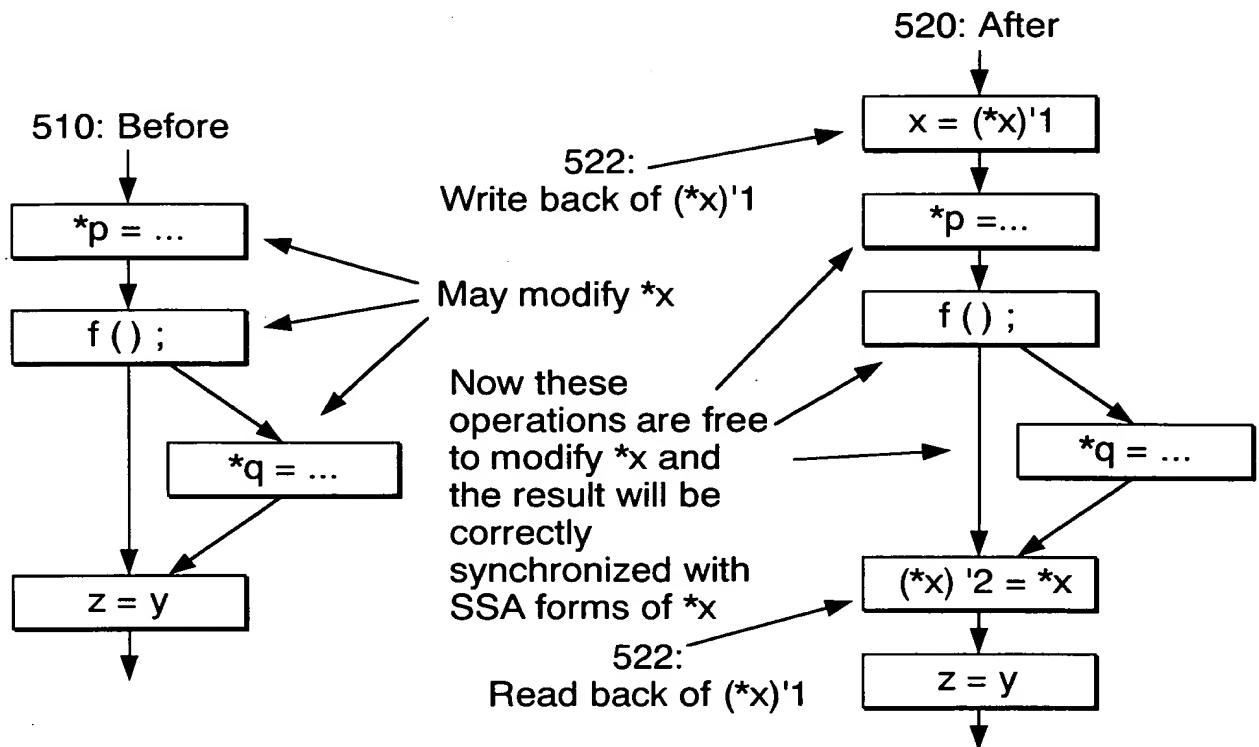 510: Before
*p = ...
f ( ) ;
*q = ...
z = y
May modify *x
520: After
x = (*x)'1
522:
Write back of (*x)'1
*p =...
f ( ) ;
Now these
operations are free
to modify *x and
the result will be
correctly
synchronized with
SSA forms of *x
*q = ...
(*x) '2 = *x
522:
Read back of (*x)'1
z = y